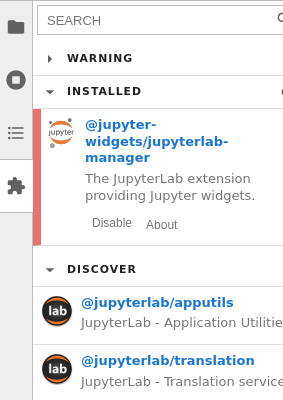 SEARCH
WARNING
INSTALLED
jupyter
@jupyter-
widgets/jupyterlab-
manager
The JupyterLab extension
providing Jupyter widgets.
Disable About
DISCOVER
lab
@jupyterlab/apputils
JupyterLab - Application Utilitie
lab
@jupyterlab/translation
JupyterLab - Translation service